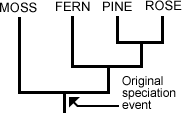 MOSS FERN PINE ROSE
Original
speciation
event